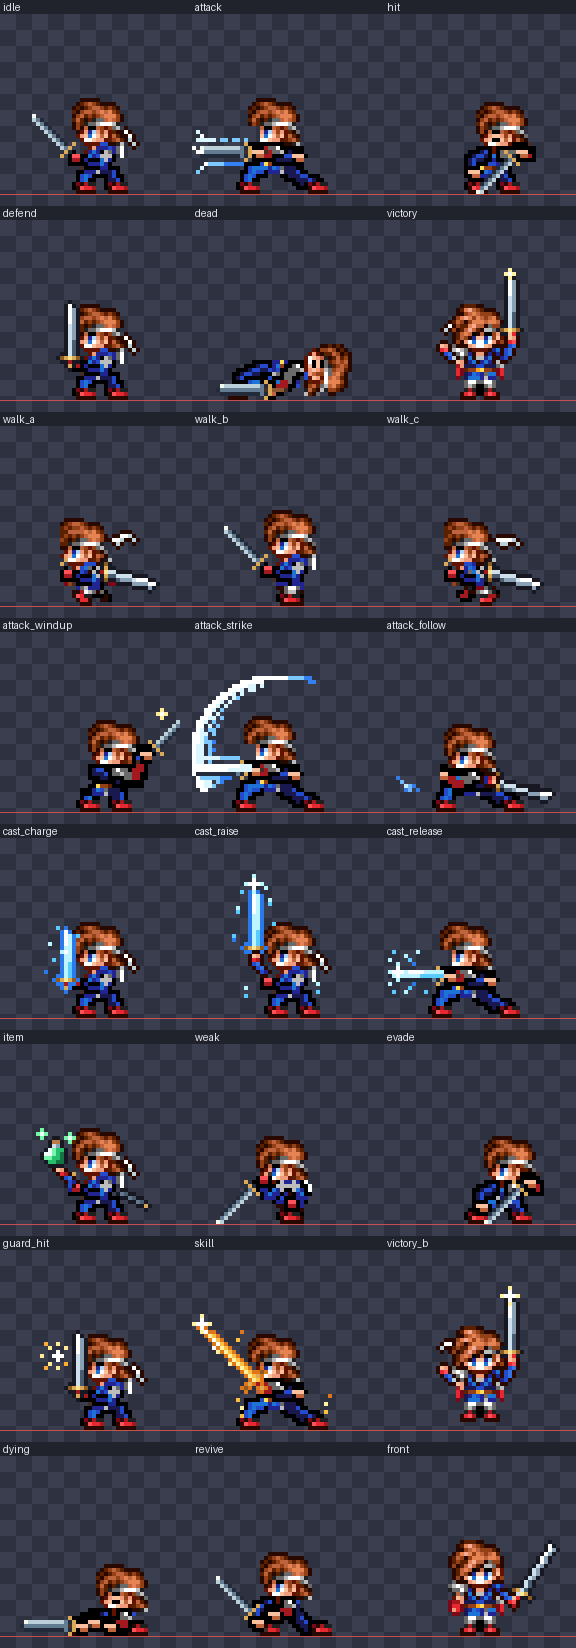 idle attack hit
defend dead victory
walk_a walk_b walk_c
attack_windup attack_strike attack_follow
cast_charge cast_raise cast_release
item weak evade
guard_hit skill victory_b
dying revive front